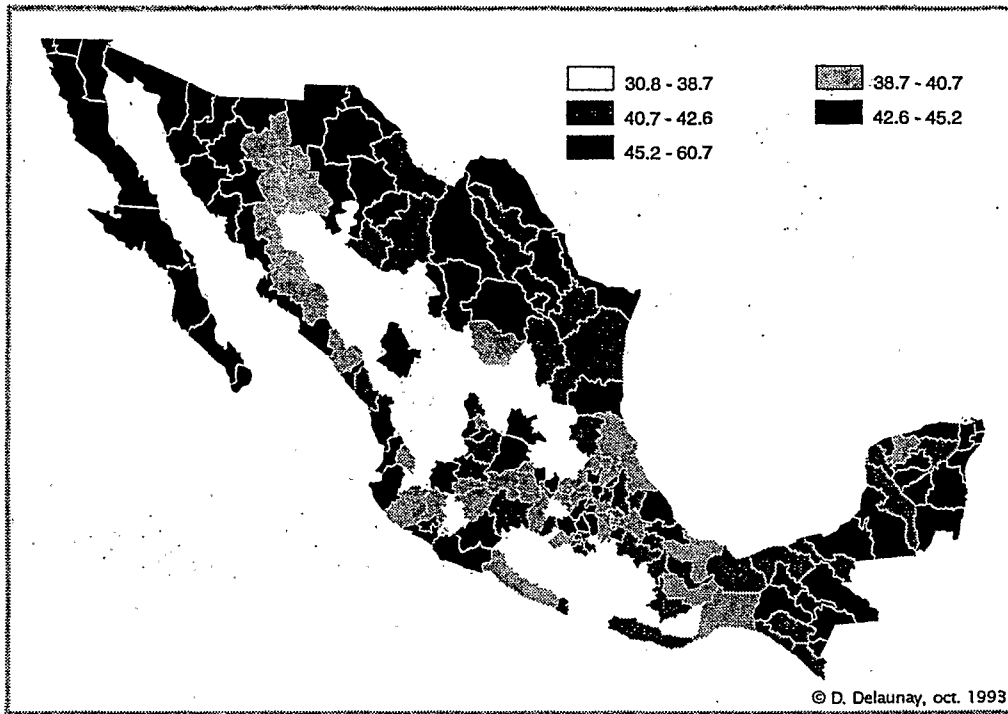 30.8 - 38.7
38.7 - 40.7
40.7 - 42.6
42.6 - 45.2
45.2 - 60.7
© D. Delaunay, oct. 1993